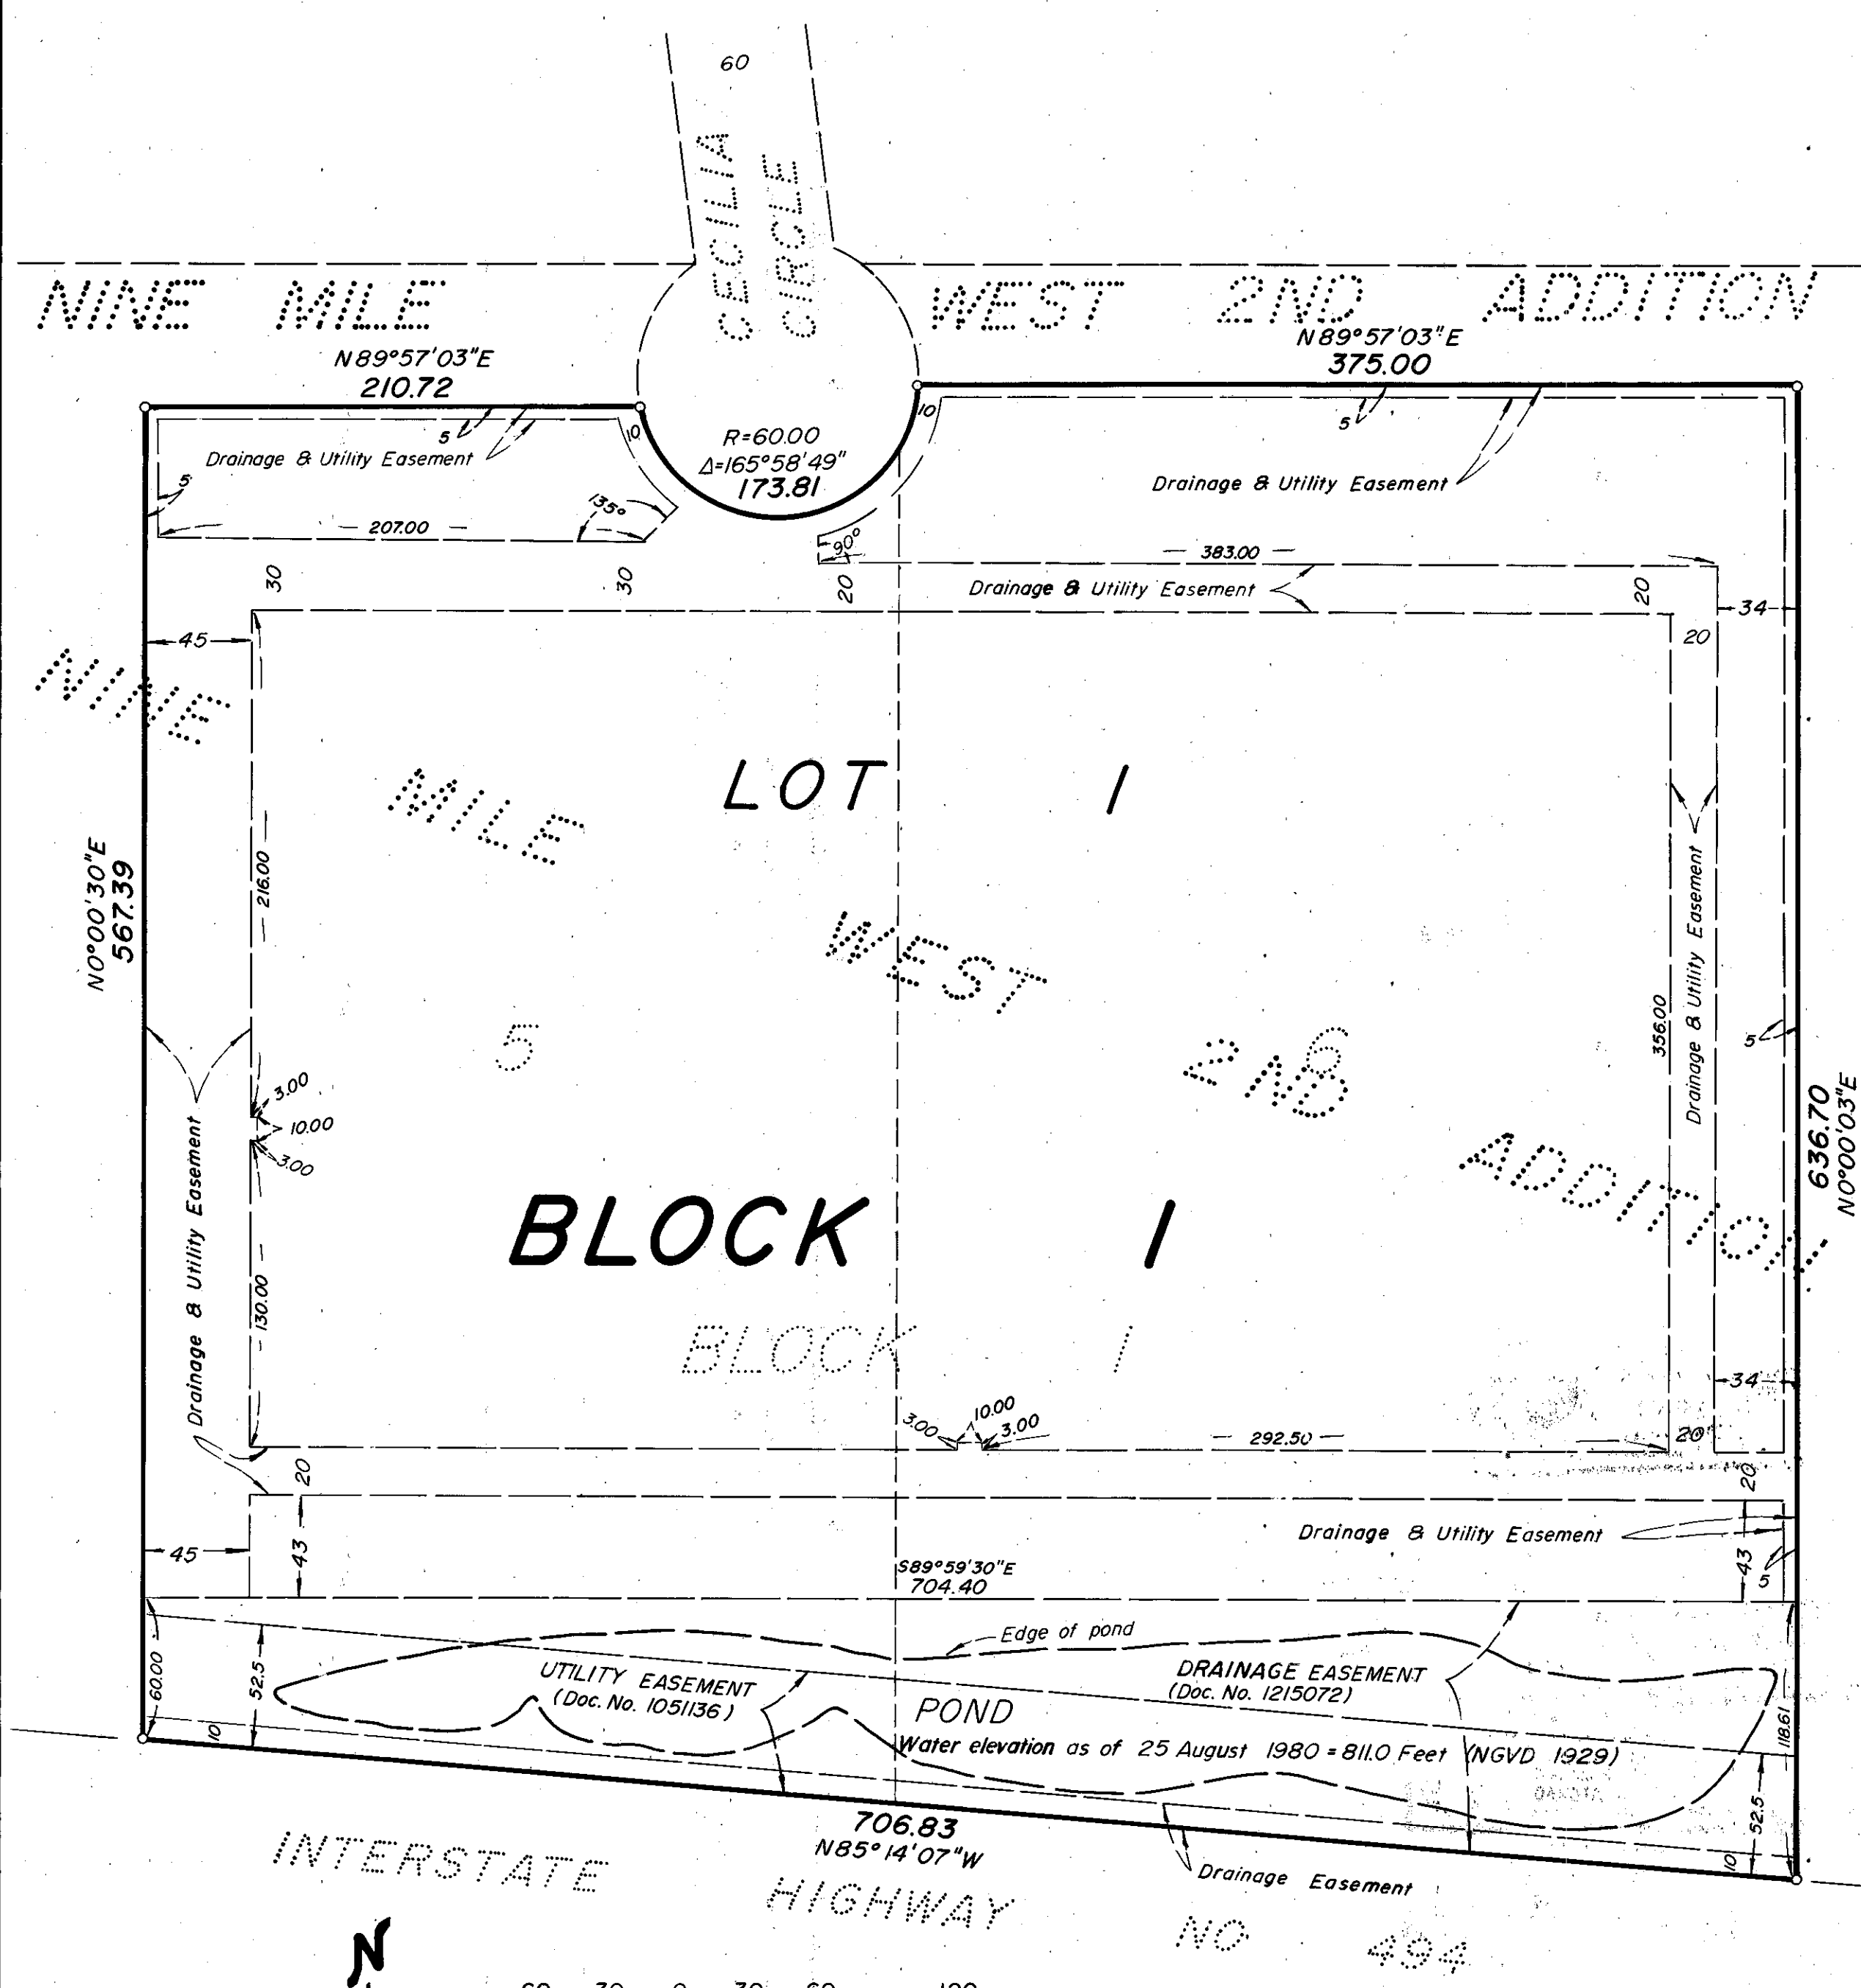 60
CECILIA
CIRCLE
NINE MILE WEST 2ND ADDITION
N89°57'03"E
210.72
N89°57'03"E
375.00
10
10
R=60.00
Δ=165°58'49"
173.81
5
Drainage & Utility Easement
5
Drainage & Utility Easement
5
135°
207.00
90°
383.00
30
30
20
Drainage & Utility Easement
20
34
45
20
NINE
MILE
WEST
2ND
ADDITION
LOT 1
N0°00'30"E
567.39
216.00
5
6
356.00
Drainage & Utility Easement
5
3.00
10.00
3.00
636.70
N0°00'03"E
Drainage & Utility Easement
130.00
BLOCK 1
BLOCK 1
34
3.00
10.00
3.00
292.50
20
20
20
Drainage & Utility Easement
45
43
43
5
S89°59'30"E
704.40
Edge of pond
60.00
52.5
UTILITY EASEMENT
(Doc. No. 1051136)
DRAINAGE EASEMENT
(Doc. No. 1215072)
POND
10
Water elevation as of 25 August 1980 = 811.0 Feet (NGVD 1929)
118.61
52.5
10
706.83
N85°14'07"W
Drainage Easement
INTERSTATE HIGHWAY NO 494
N
60 30 0 30 60 120